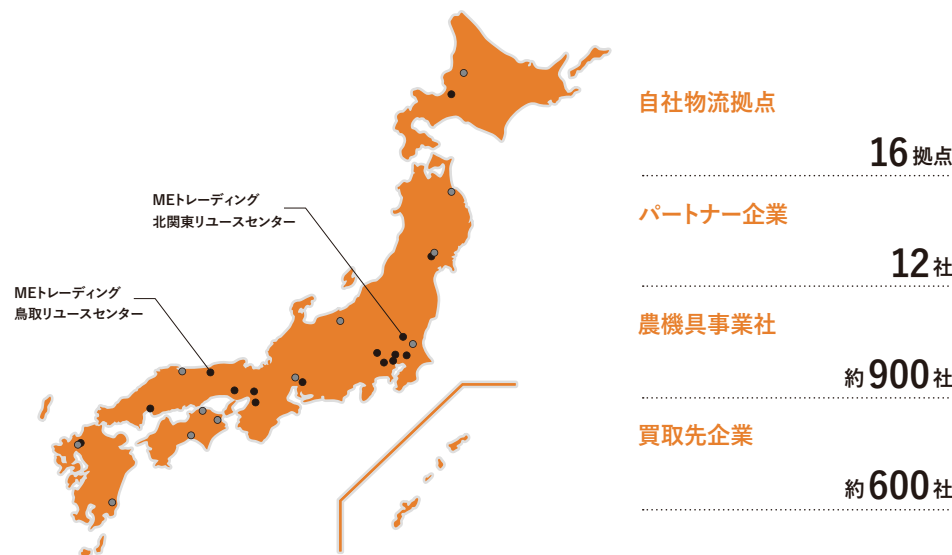 MEトレーディング
北関東リユースセンター
MEトレーディング
鳥取リユースセンター
自社物流拠点
16拠点
パートナー企業
12社
農機具事業社
約900社
買取先企業
約600社